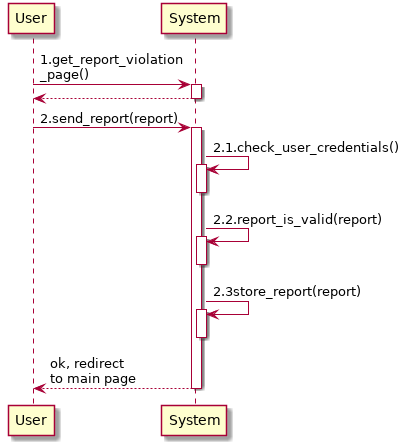 User
System
1.get_report_violation
_page()
2.send_report(report)
2.1.check_user_credentials()
2.2.report_is_valid(report)
2.3store_report(report)
ok, redirect
to main page
User
System